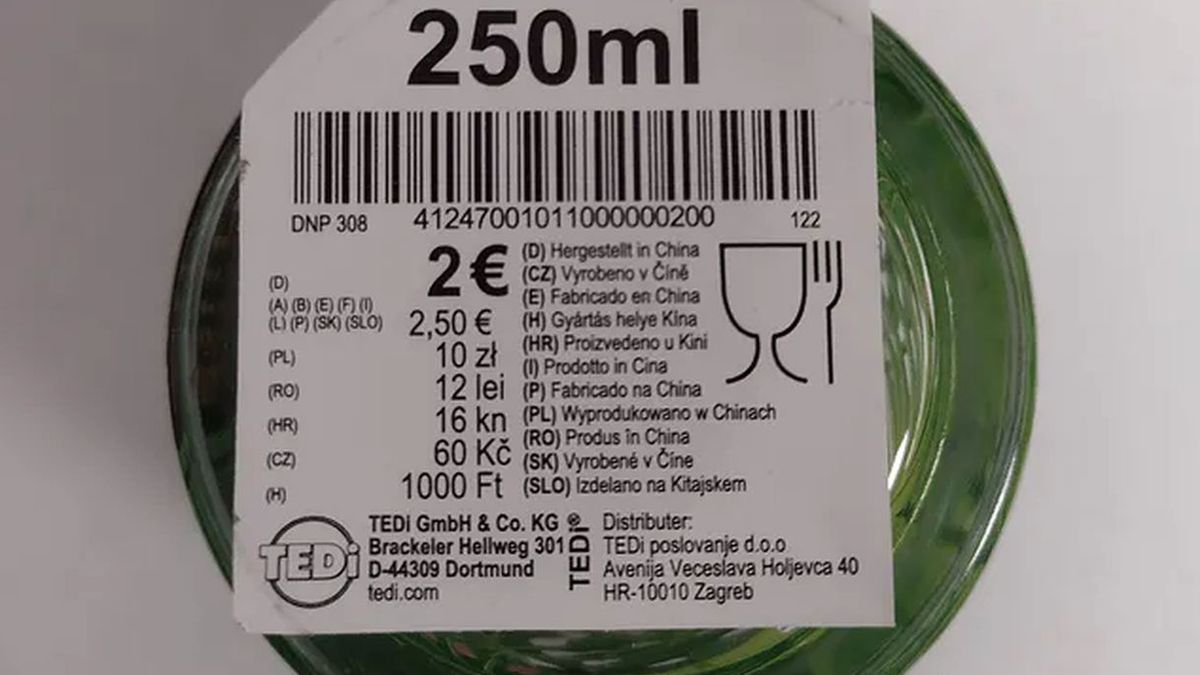 250ml
DNP 308 41247001011000000200 122
(D) 2 €
(A) (B) (E) (F) (I)
(L) (P) (SK) (SLO) 2,50 €
(PL) 10 zł
(RO) 12 lei
(HR) 16 kn
(CZ) 60 Kč
(H) 1000 Ft
(D) Hergestellt in China
(CZ) Vyrobeno v Číně
(E) Fabricado en China
(H) Gyártás helye Kína
(HR) Proizvedeno u Kini
(I) Prodotto in Cina
(P) Fabricado na China
(PL) Wyprodukowano w Chinach
(RO) Produs în China
(SK) Vyrobené v Číne
(SLO) Izdelano na Kitajskem
TEDi
TEDi GmbH & Co. KG
Brackeler Hellweg 301
D-44309 Dortmund
tedi.com
TEDi®
Distributer:
TEDi poslovanje d.o.o
Avenija Veceslava Holjevca 40
HR-10010 Zagreb